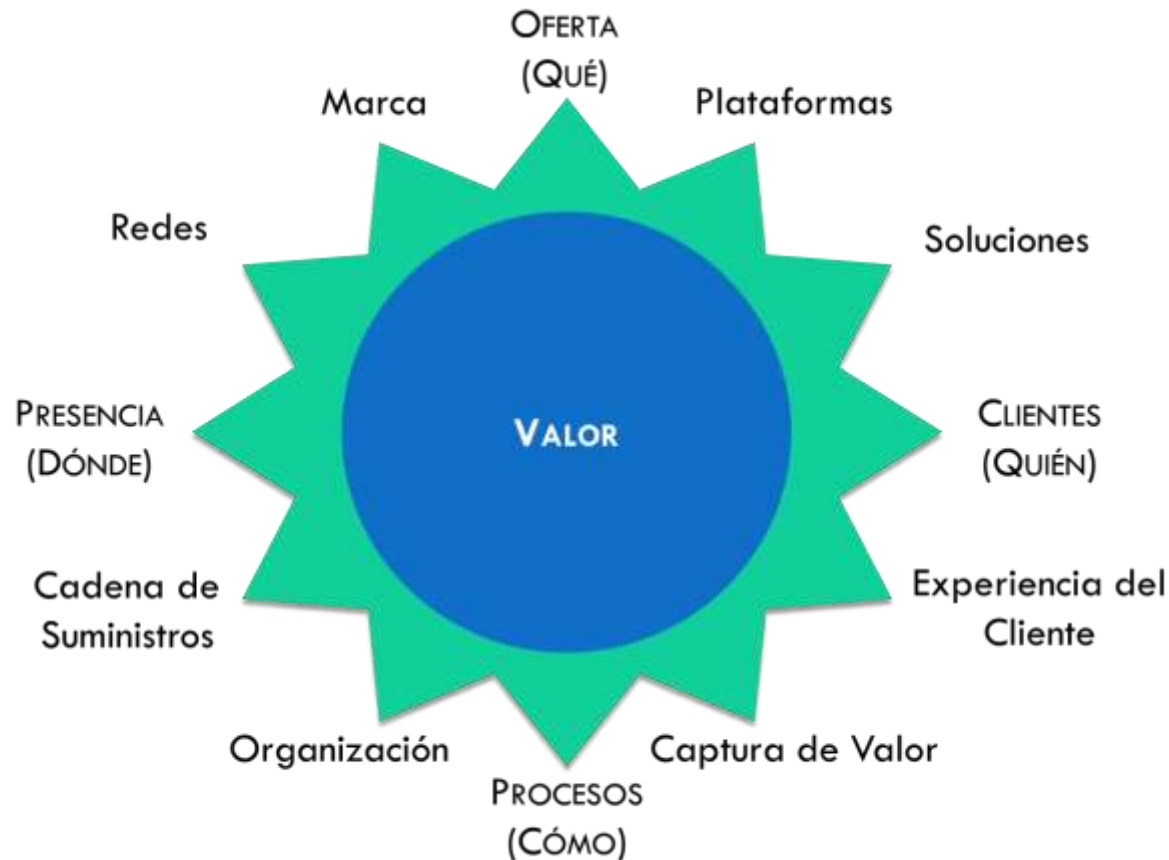 OFERTA
(QUÉ)
Marca
Plataformas
Redes
Soluciones
PRESENCIA
(DÓNDE)
VALOR
CLIENTES
(QUIÉN)
Cadena de
Suministros
Experiencia del
Cliente
Organización
Captura de Valor
PROCESOS
(CÓMO)